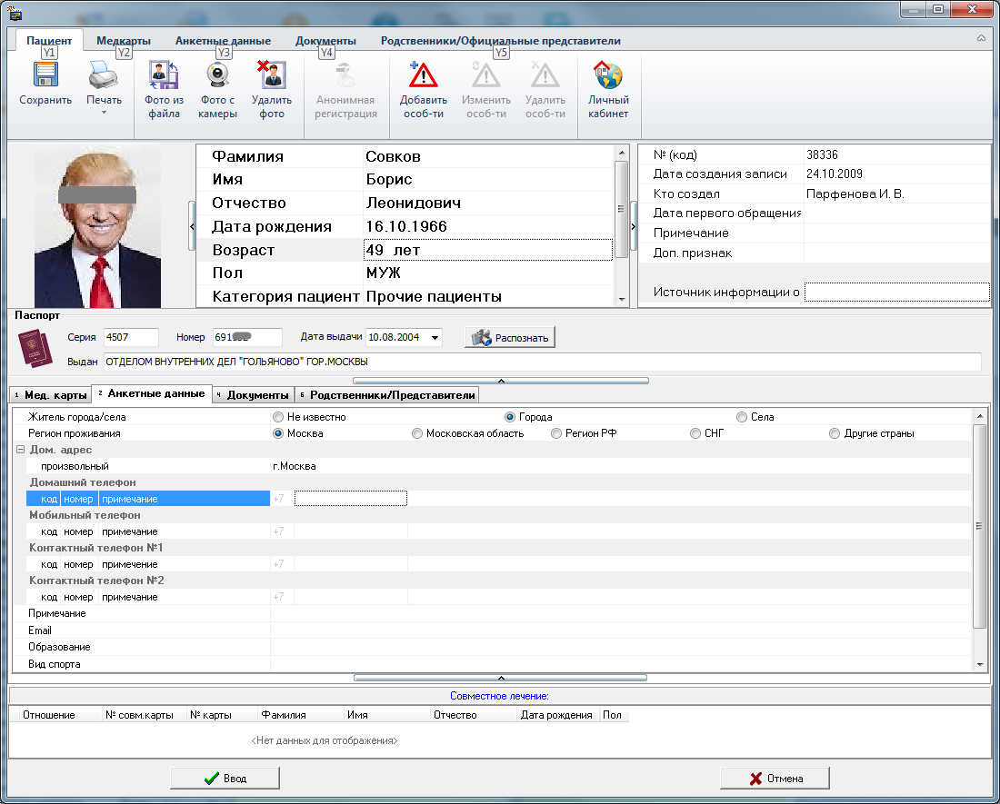 Пациент Медкарты Анкетные данные Документы Родственники/Официальные представители
Y1 Y2 Y3 Y4 Y5
Сохранить
Печать
Фото из файла
Фото с камеры
Удалить фото
Анонимная регистрация
Добавить особ-ти
Изменить особ-ти
Удалить особ-ти
Личный кабинет
Фамилия Совков
Имя Борис
Отчество Леонидович
Дата рождения 16.10.1966
Возраст 49 лет
Пол МУЖ
Категория пациент Прочие пациенты
№ (код) 38336
Дата создания записи 24.10.2009
Кто создал Парфенова И. В.
Дата первого обращения
Примечание
Доп. признак
Источник информации о
Паспорт
Серия 4507 Номер 691 Дата выдачи 10.08.2004 Распознать
Выдан ОТДЕЛОМ ВНУТРЕННИХ ДЕЛ "ГОЛЬЯНОВО" ГОР.МОСКВЫ
1 Мед. карты 2 Анкетные данные 4 Документы 6 Родственники/Представители
Житель города/села Не известно Города Села
Регион проживания Москва Московская область Регион РФ СНГ Другие страны
Дом. адрес
произвольный г.Москва
Домашний телефон
код номер примечание +7
Мобильный телефон
код номер примечание +7
Контактный телефон №1
код номер примечение +7
Контактный телефон №2
код номер примечание +7
Примечание
Email
Образование
Вид спорта
Совместное лечение:
Отношение № совм.карты № карты Фамилия Имя Отчество Дата рождения Пол
<Нет данных для отображения>
Ввод Отмена